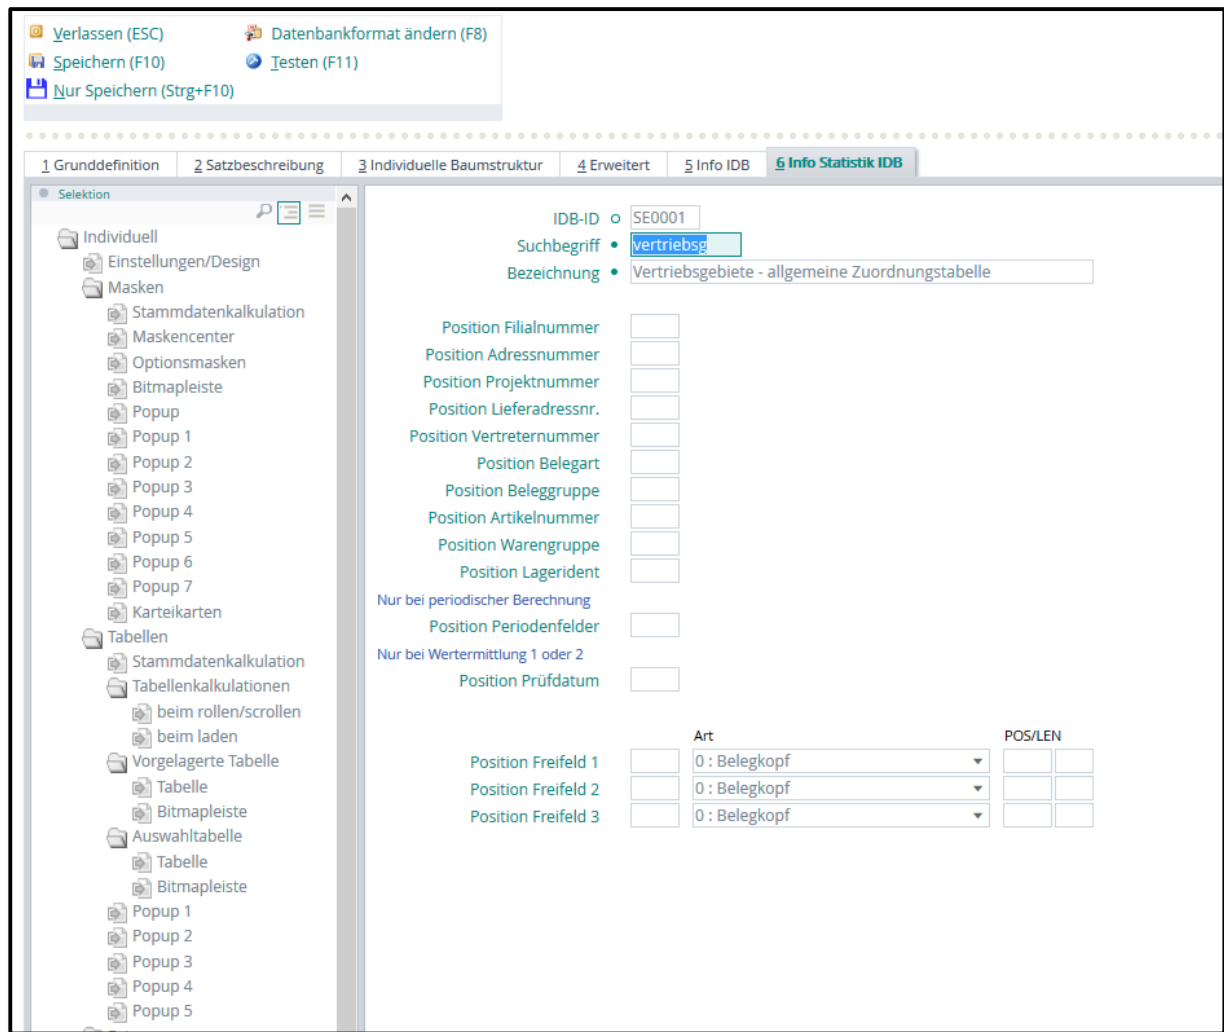 Verlassen (ESC)
Datenbankformat ändern (F8)
Speichern (F10)
Testen (F11)
Nur Speichern (Strg+F10)
1 Grunddefinition
2 Satzbeschreibung
3 Individuelle Baumstruktur
4 Erweitert
5 Info IDB
6 Info Statistik IDB
Selektion
Individuell
Einstellungen/Design
Masken
Stammdatenkalkulation
Maskencenter
Optionsmasken
Bitmapleiste
Popup
Popup 1
Popup 2
Popup 3
Popup 4
Popup 5
Popup 6
Popup 7
Karteikarten
Tabellen
Stammdatenkalkulation
Tabellenkalkulationen
beim rollen/scrollen
beim laden
Vorgelagerte Tabelle
Tabelle
Bitmapleiste
Auswahltabelle
Tabelle
Bitmapleiste
Popup 1
Popup 2
Popup 3
Popup 4
Popup 5
IDB-ID SE0001
Suchbegriff vertriebsg
Bezeichnung Vertriebsgebiete - allgemeine Zuordnungstabelle
Position Filialnummer
Position Adressnummer
Position Projektnummer
Position Lieferadressnr.
Position Vertreternummer
Position Belegart
Position Beleggruppe
Position Artikelnummer
Position Warengruppe
Position Lagerident
Nur bei periodischer Berechnung
Position Periodenfelder
Nur bei Wertermittlung 1 oder 2
Position Prüfdatum
Art POS/LEN
Position Freifeld 1 0 : Belegkopf
Position Freifeld 2 0 : Belegkopf
Position Freifeld 3 0 : Belegkopf